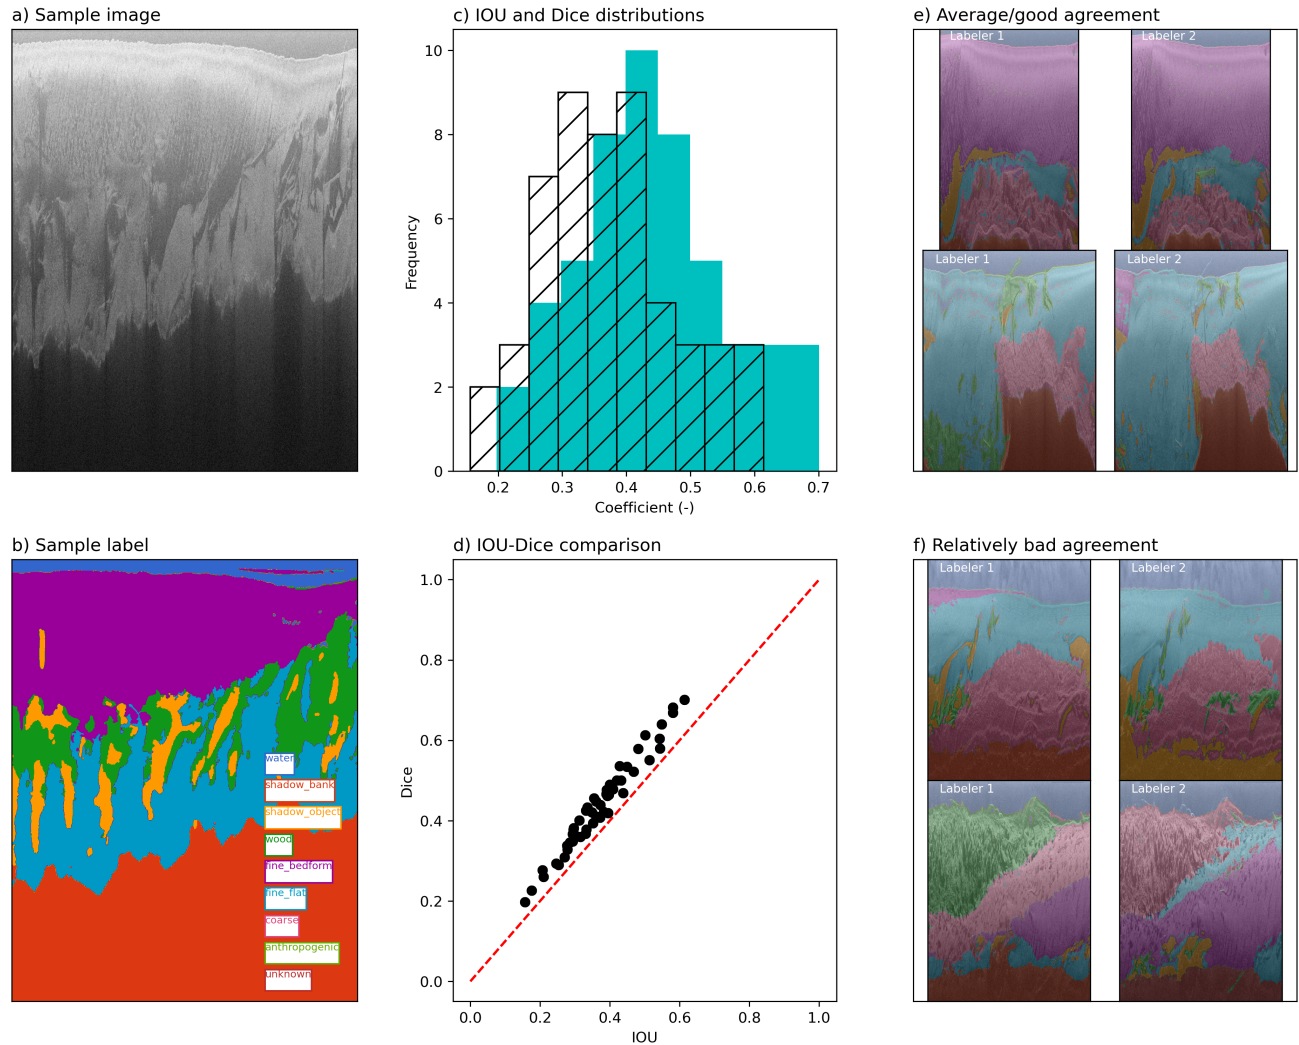 a) Sample image
c) IOU and Dice distributions
10
8
6
4
2
0
Frequency
0.2 0.3 0.4 0.5 0.6 0.7
Coefficient (-)
e) Average/good agreement
Labeler 1
Labeler 2
Labeler 1
Labeler 2
b) Sample label
water
shadow_bank
shadow_object
wood
fine_bedform
fine_flat
coarse
anthropogenic
unknown
d) IOU-Dice comparison
1.0
0.8
0.6
0.4
0.2
0.0
Dice
0.0 0.2 0.4 0.6 0.8 1.0
IOU
f) Relatively bad agreement
Labeler 1
Labeler 2
Labeler 1
Labeler 2